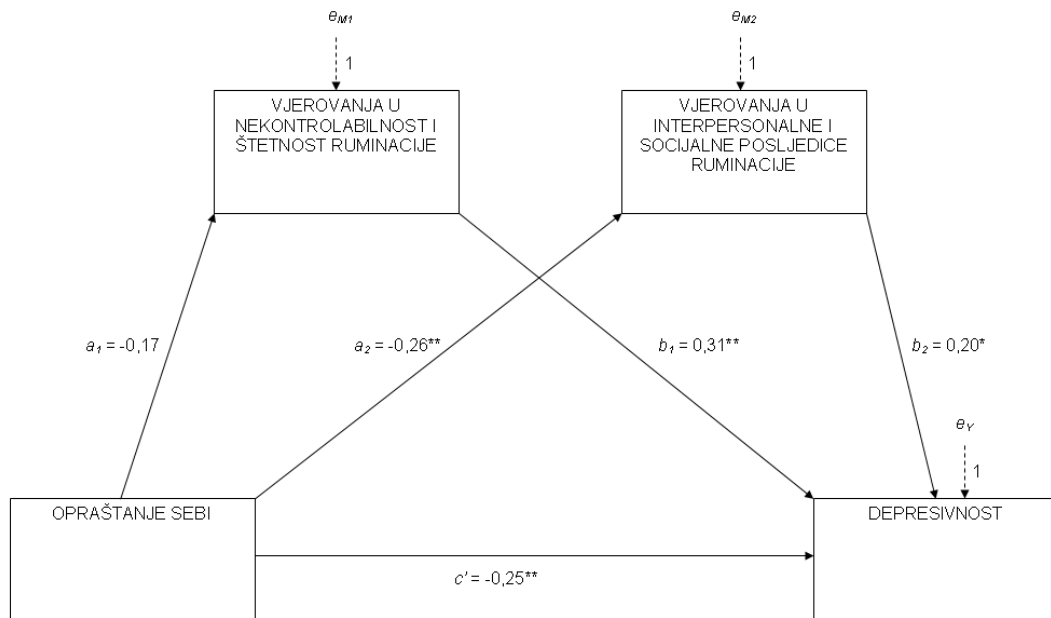 eM1
eM2
1
1
VJEROVANJA U
NEKONTROLABILNOST I
ŠTETNOST RUMINACIJE
VJEROVANJA U
INTERPERSONALNE I
SOCIJALNE POSLJEDICE
RUMINACIJE
a1 = -0,17
a2 = -0,26**
b1 = 0,31**
b2 = 0,20*
eY
1
OPRAŠTANJE SEBI
DEPRESIVNOST
c' = -0,25**